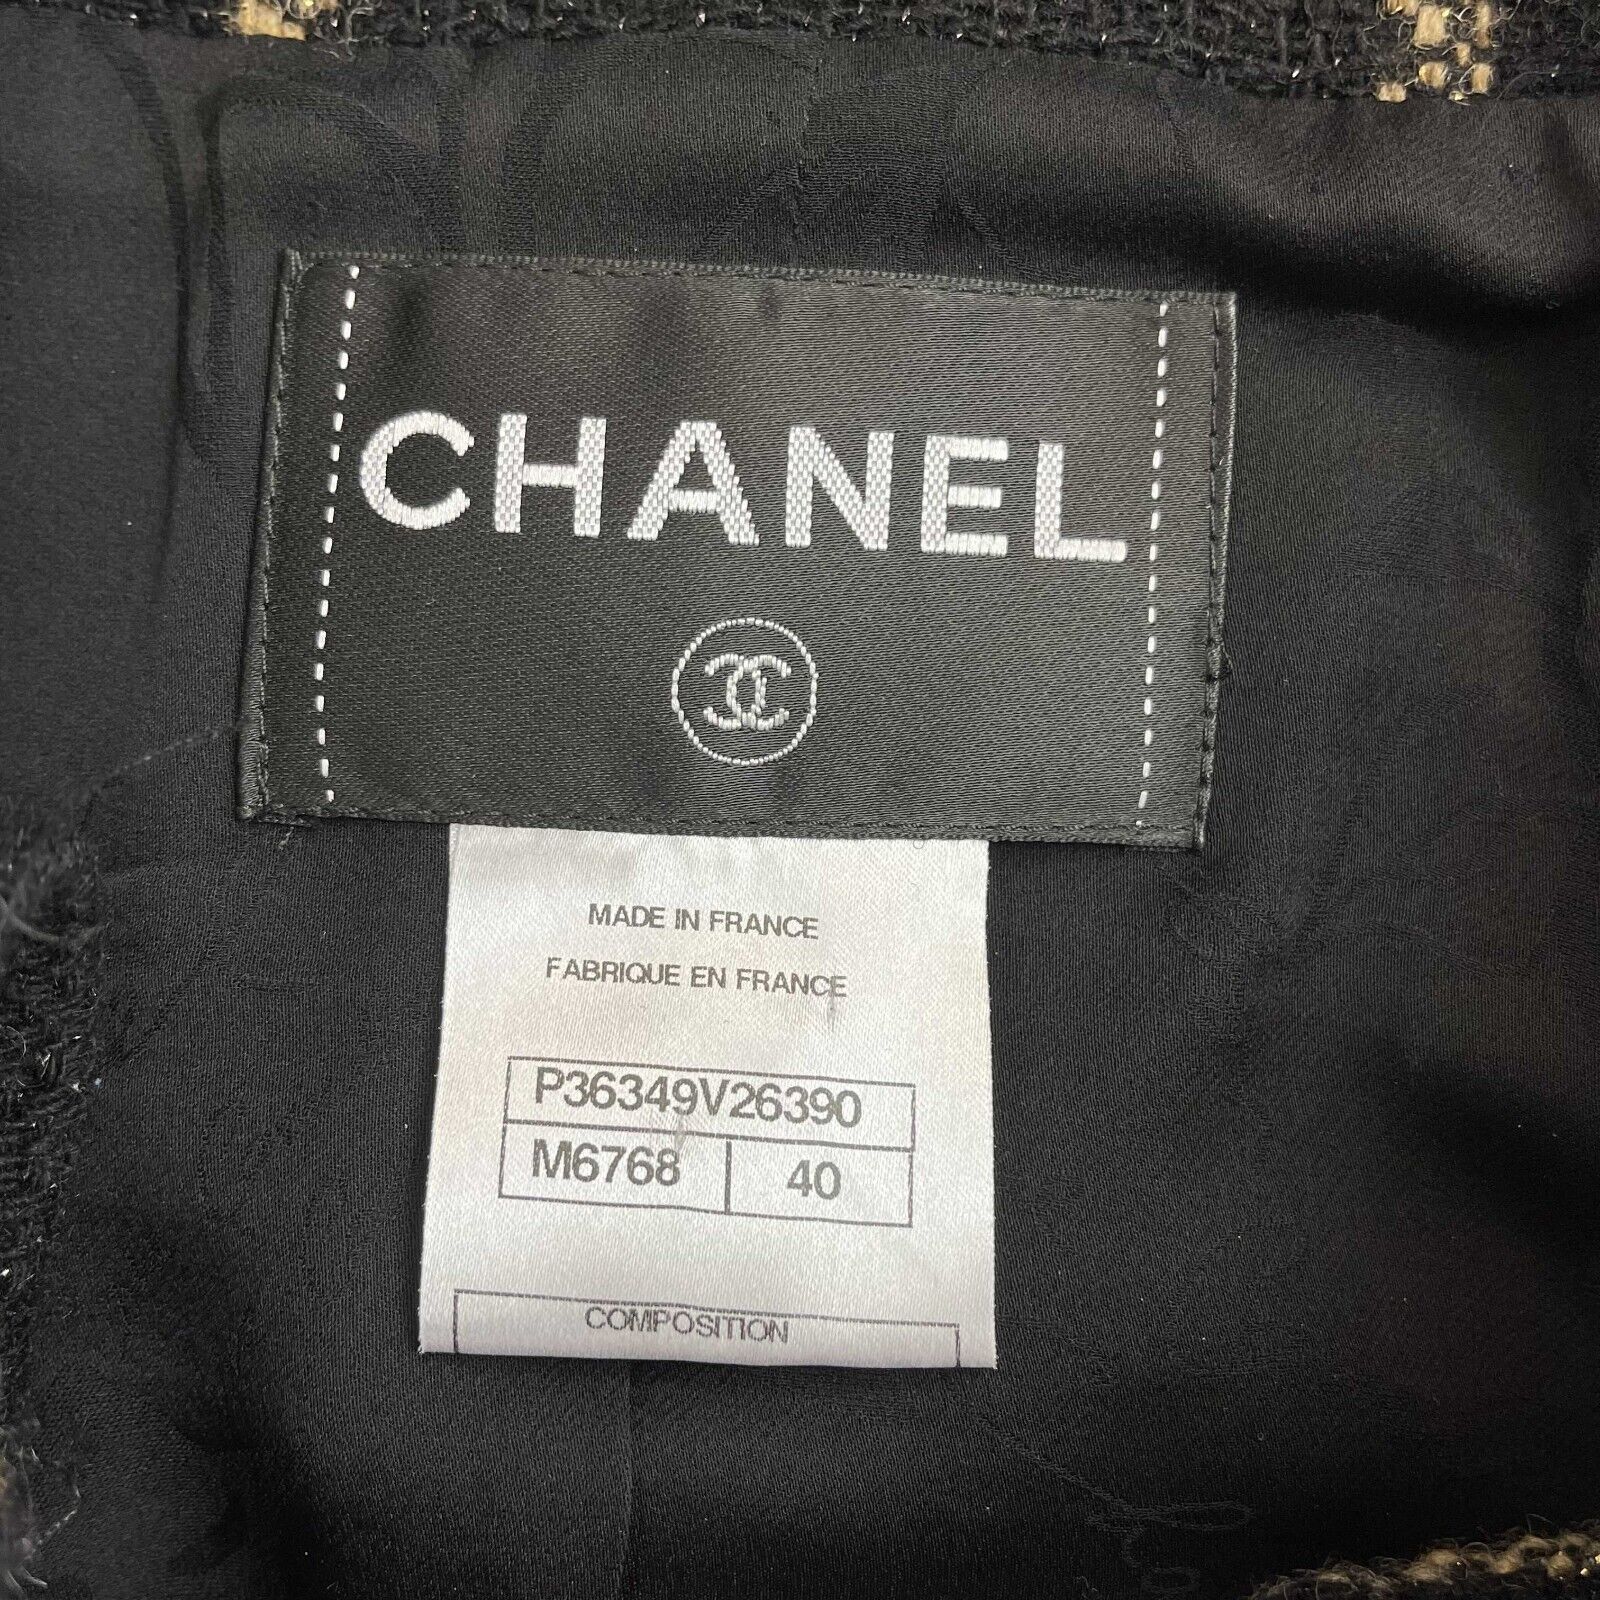 CHANEL
MADE IN FRANCE
FABRIQUE EN FRANCE
P36349V26390
M6768 40
COMPOSITION